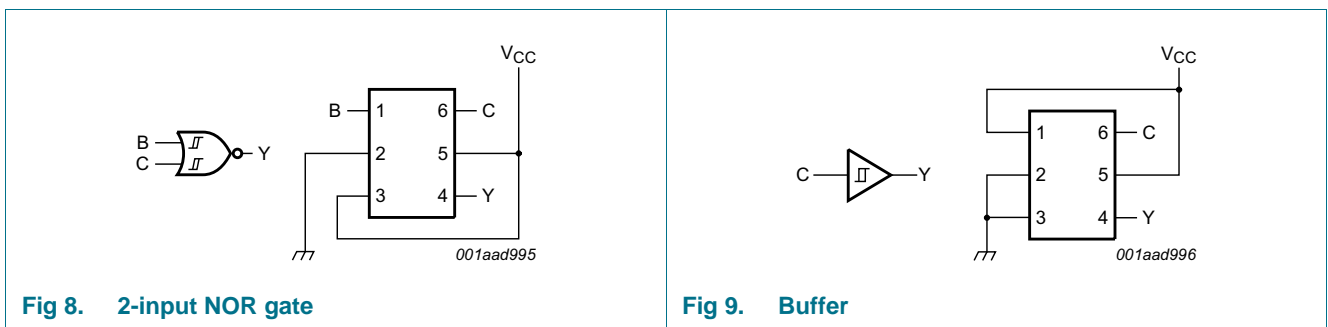 VCC
B 1 6 C
B
C
Y
2 5
3 4 Y
001aad995
Fig 8. 2-input NOR gate
VCC
1 6 C
C Y
2 5
3 4 Y
001aad996
Fig 9. Buffer